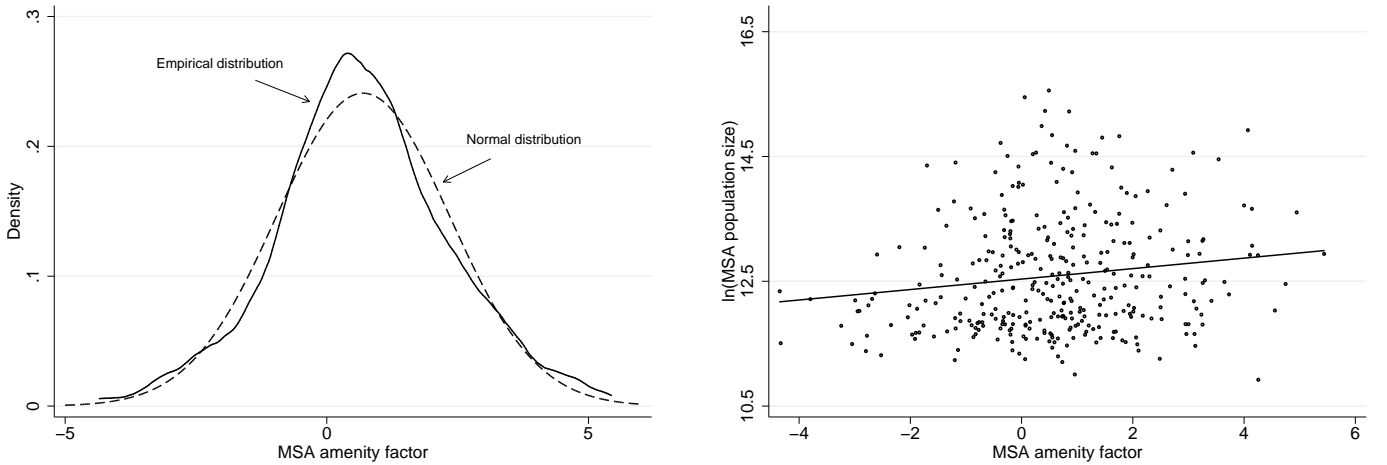 .3
.2
.1
0
Density
Empirical distribution
Normal distribution
−5
0
5
MSA amenity factor
16.5
14.5
12.5
10.5
ln(MSA population size)
−4
−2
0
2
4
6
MSA amenity factor